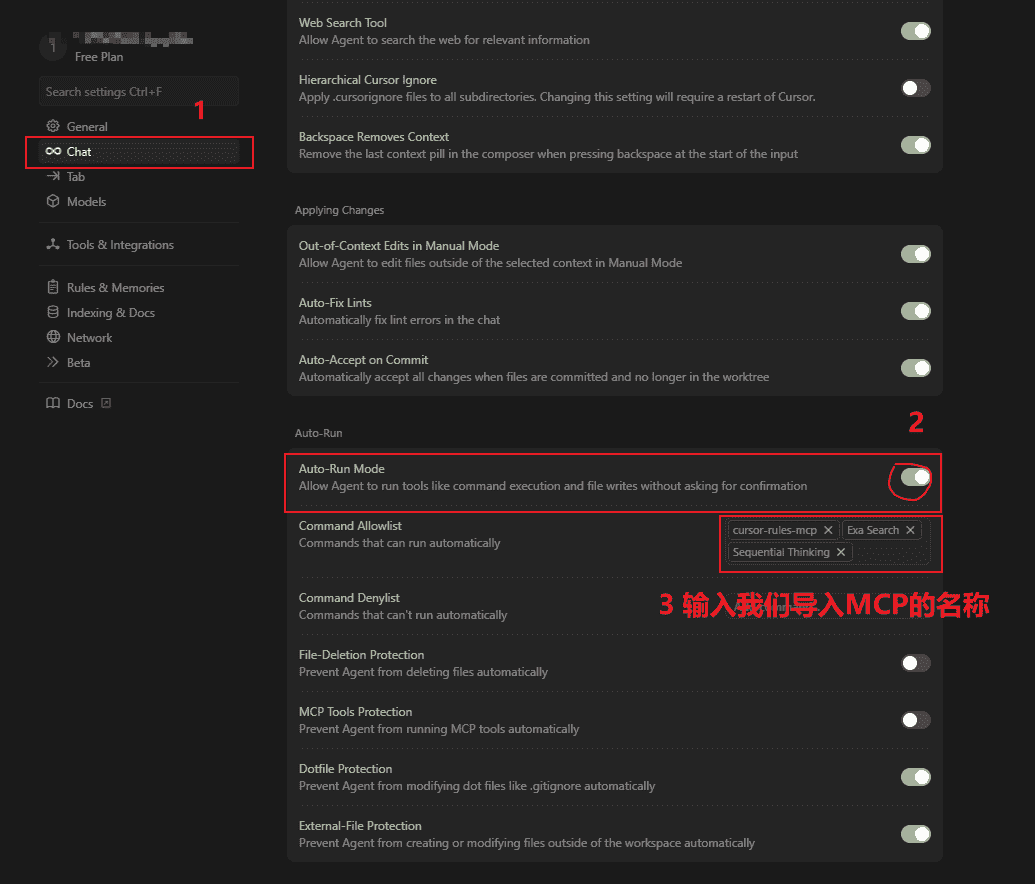 Free Plan
Search settings Ctrl+F
1
General
Chat
Tab
Models
Tools & Integrations
Rules & Memories
Indexing & Docs
Network
Beta
Docs
Web Search Tool
Allow Agent to search the web for relevant information
Hierarchical Cursor Ignore
Apply .cursorignore files to all subdirectories. Changing this setting will require a restart of Cursor.
Backspace Removes Context
Remove the last context pill in the composer when pressing backspace at the start of the input
Applying Changes
Out-of-Context Edits in Manual Mode
Allow Agent to edit files outside of the selected context in Manual Mode
Auto-Fix Lints
Automatically fix lint errors in the chat
Auto-Accept on Commit
Automatically accept all changes when files are committed and no longer in the worktree
2
Auto-Run
Auto-Run Mode
Allow Agent to run tools like command execution and file writes without asking for confirmation
Command Allowlist
Commands that can run automatically
cursor-rules-mcp
Exa Search
Sequential Thinking
Command Denylist
Commands that can't run automatically
3 输入我们导入MCP的名称
File-Deletion Protection
Prevent Agent from deleting files automatically
MCP Tools Protection
Prevent Agent from running MCP tools automatically
Dotfile Protection
Prevent Agent from modifying dot files like .gitignore automatically
External-File Protection
Prevent Agent from creating or modifying files outside of the workspace automatically